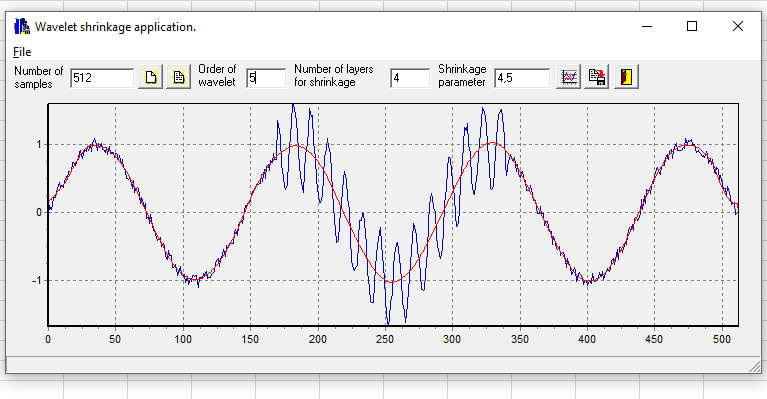 Wavelet shrinkage application.
File
Number of samples 512 Order of wavelet 5 Number of layers for shrinkage 4 Shrinkage parameter 4,5
1
0
-1
0 50 100 150 200 250 300 350 400 450 500